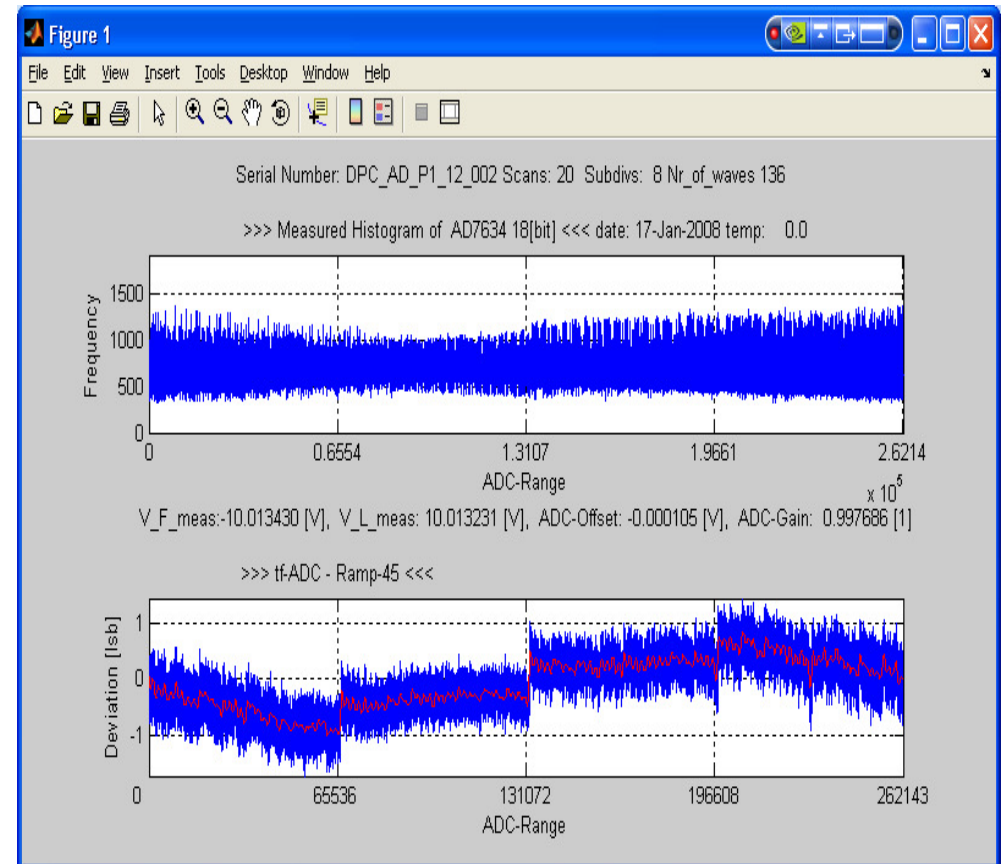 Figure 1
File Edit View Insert Tools Desktop Window Help
Serial Number: DPC_AD_P1_12_002 Scans: 20 Subdivs: 8 Nr_of_waves 136
>>> Measured Histogram of AD7634 18[bit] <<< date: 17-Jan-2008 temp: 0.0
Frequency
1500
1000
500
0
0 0.6554 1.3107 1.9661 2.6214
ADC-Range
x 10^5
V_F_meas:-10.013430 [V], V_L_meas: 10.013231 [V], ADC-Offset: -0.000105 [V], ADC-Gain: 0.997686 [1]
>>> tf-ADC - Ramp-45 <<<
Deviation [lsb]
1
0
-1
0 65536 131072 196608 262143
ADC-Range